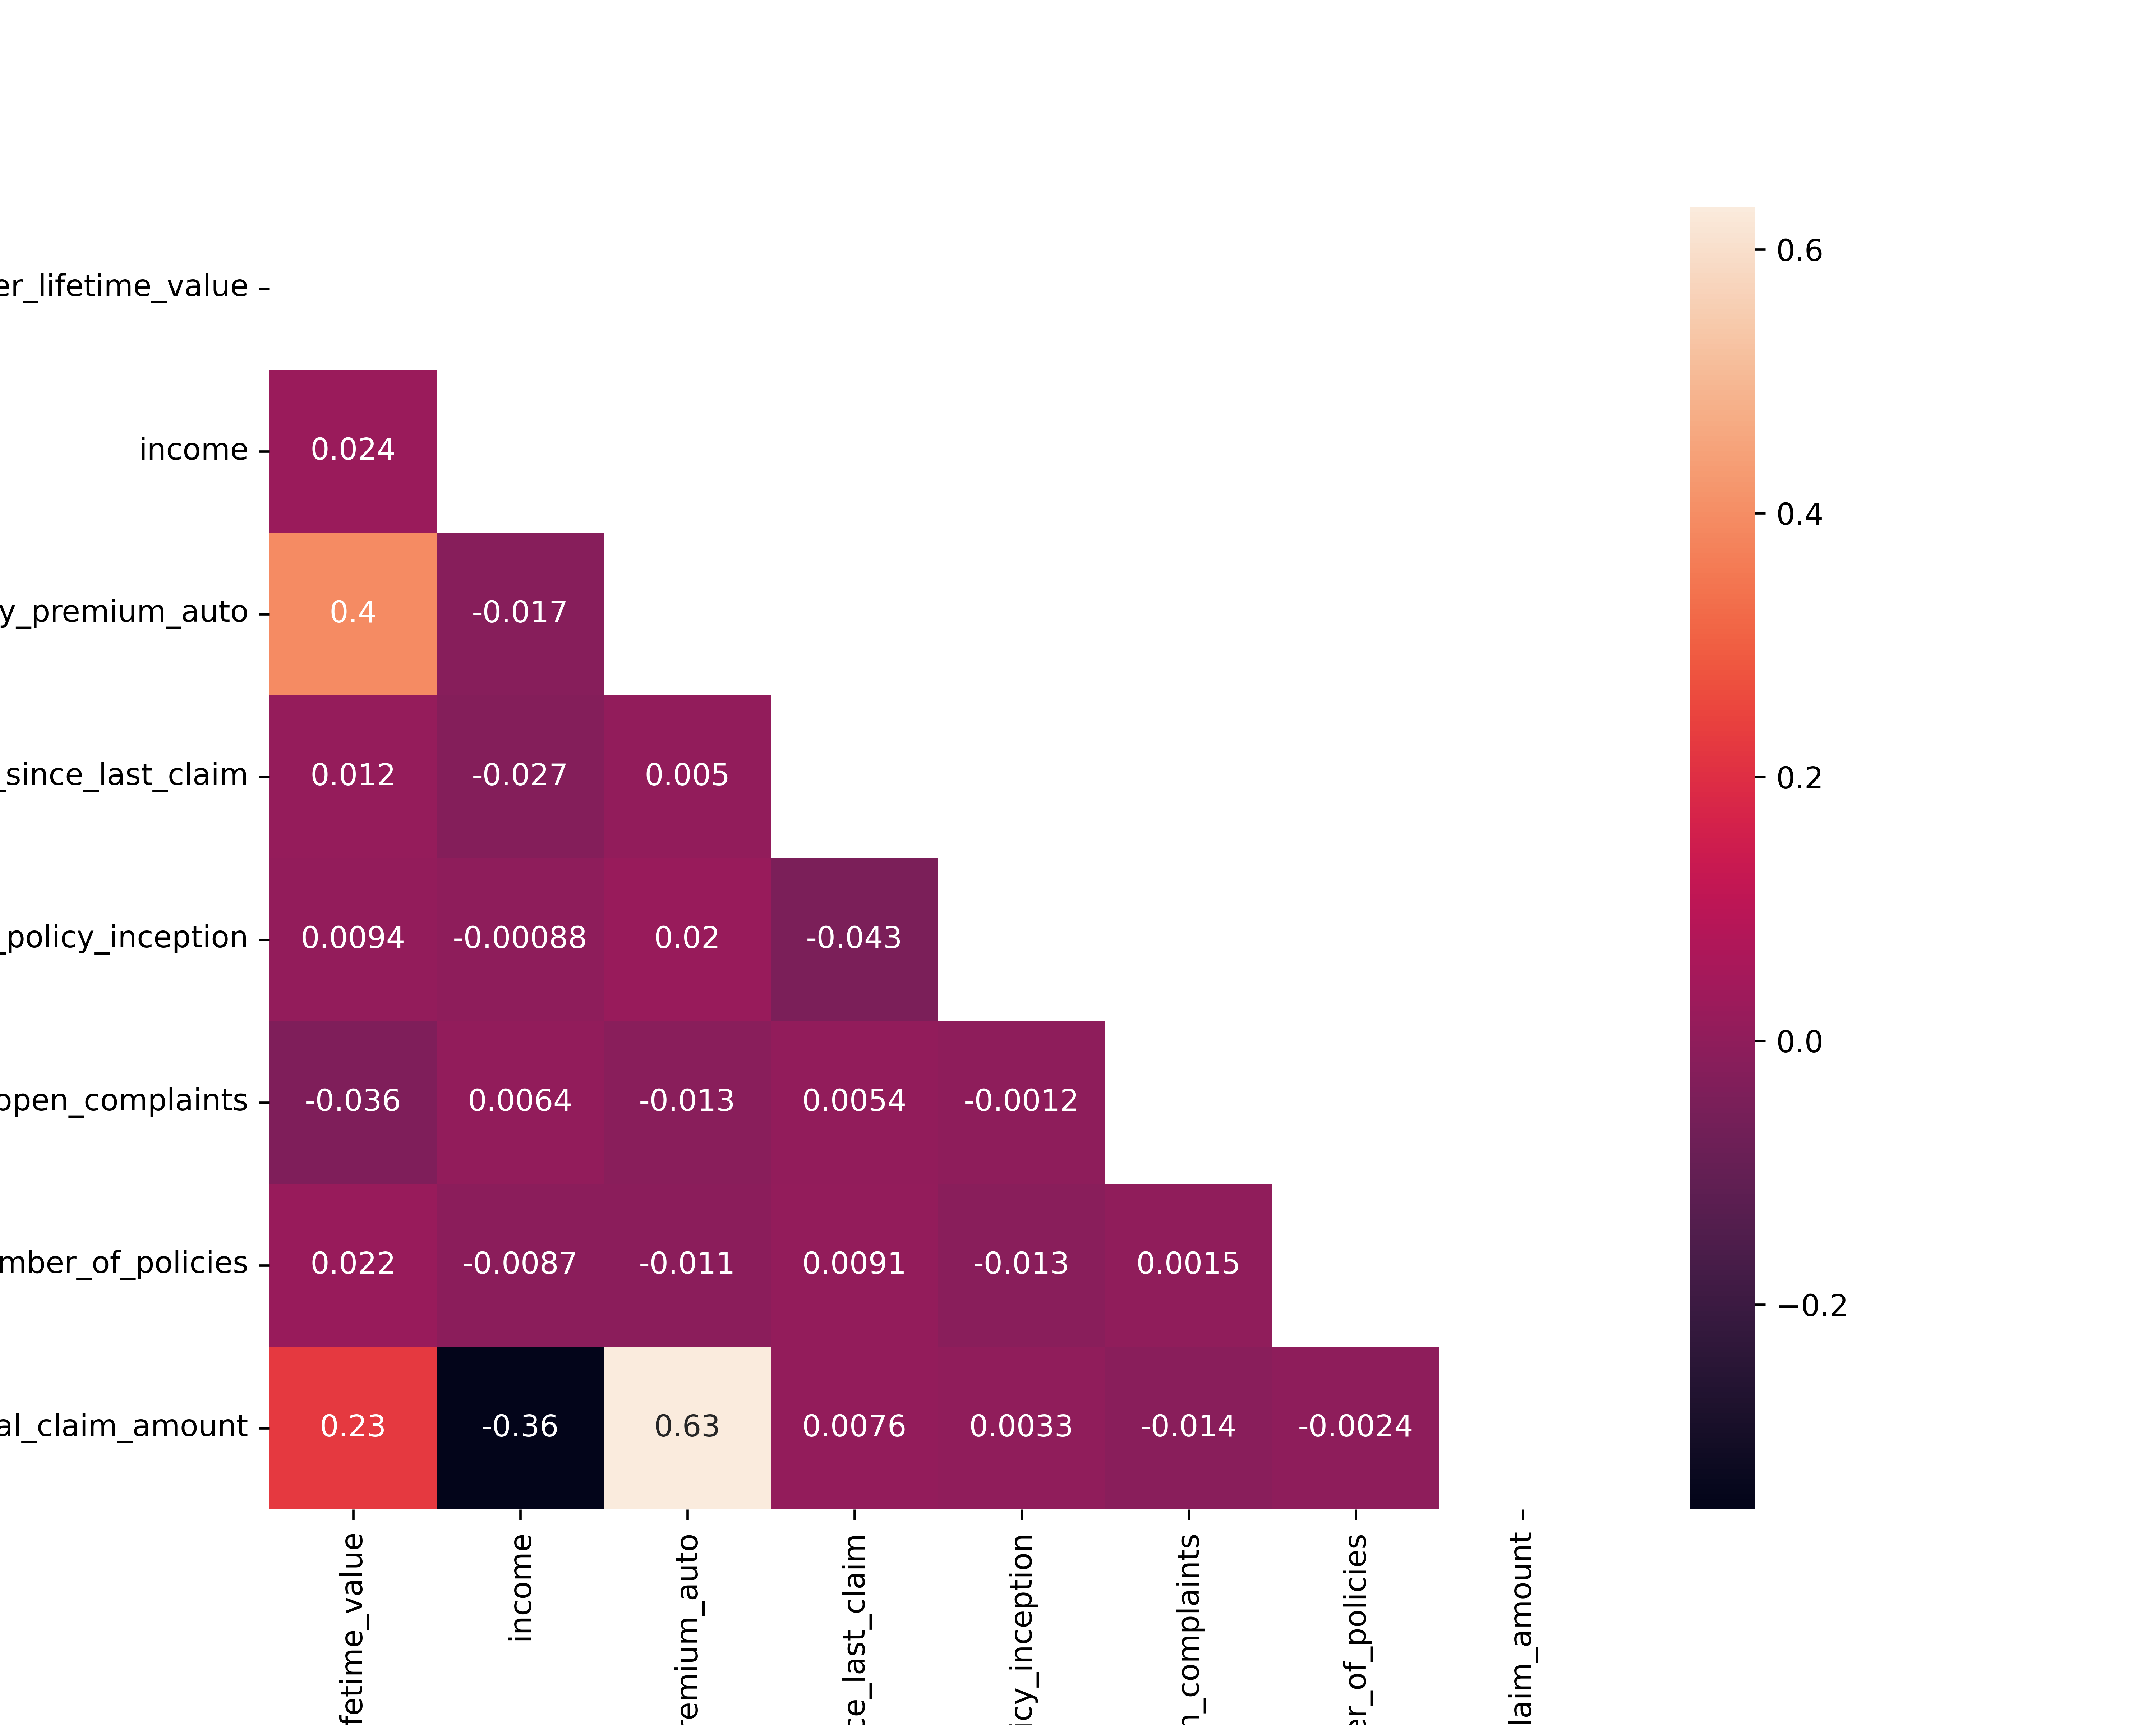 er_lifetime_value
income 0.024
y_premium_auto 0.4 -0.017
_since_last_claim 0.012 -0.027 0.005
_policy_inception 0.0094 -0.00088 0.02 -0.043
open_complaints -0.036 0.0064 -0.013 0.0054 -0.0012
mber_of_policies 0.022 -0.0087 -0.011 0.0091 -0.013 0.0015
al_claim_amount 0.23 -0.36 0.63 0.0076 0.0033 -0.014 -0.0024
fetime_value
income
remium_auto
ce_last_claim
icy_inception
n_complaints
er_of_policies
laim_amount
0.6
0.4
0.2
0.0
−0.2